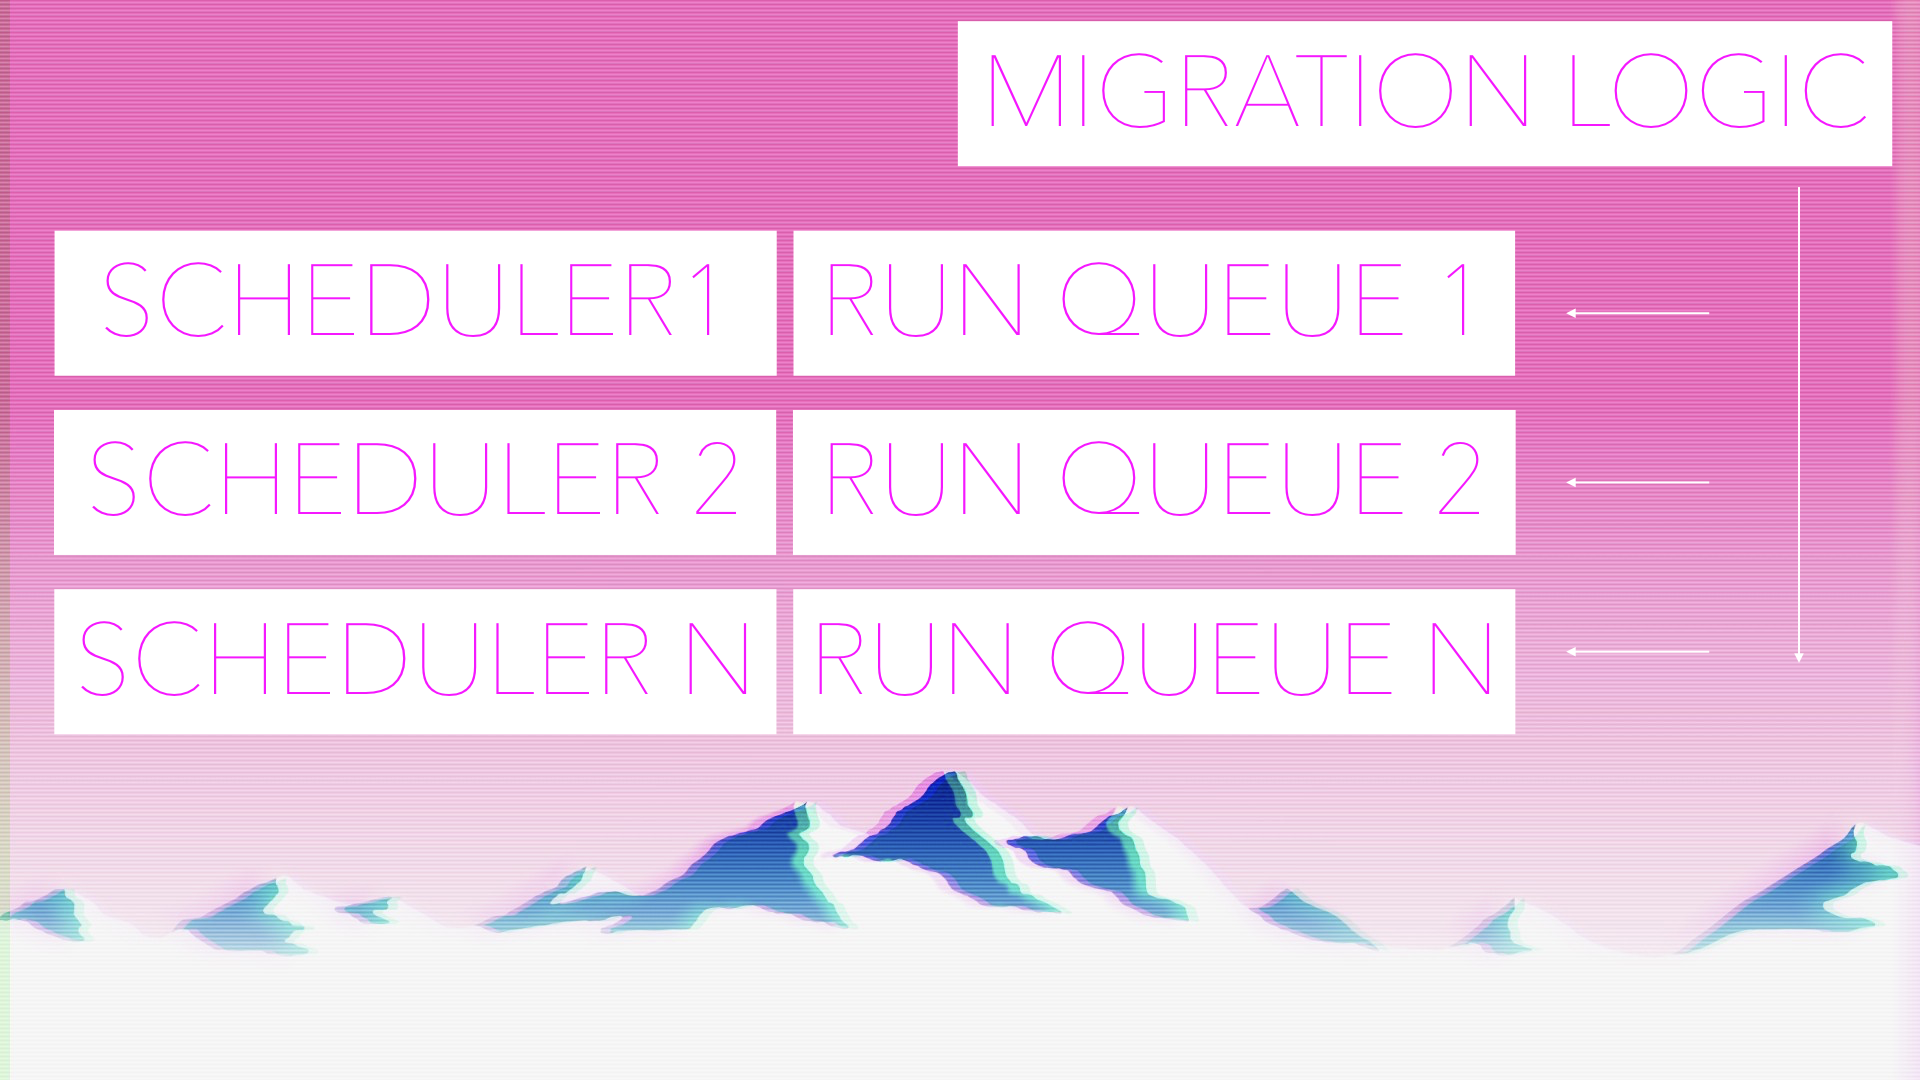 MIGRATION LOGIC
SCHEDULER1 RUN QUEUE 1
SCHEDULER 2 RUN QUEUE 2
SCHEDULER N RUN QUEUE N